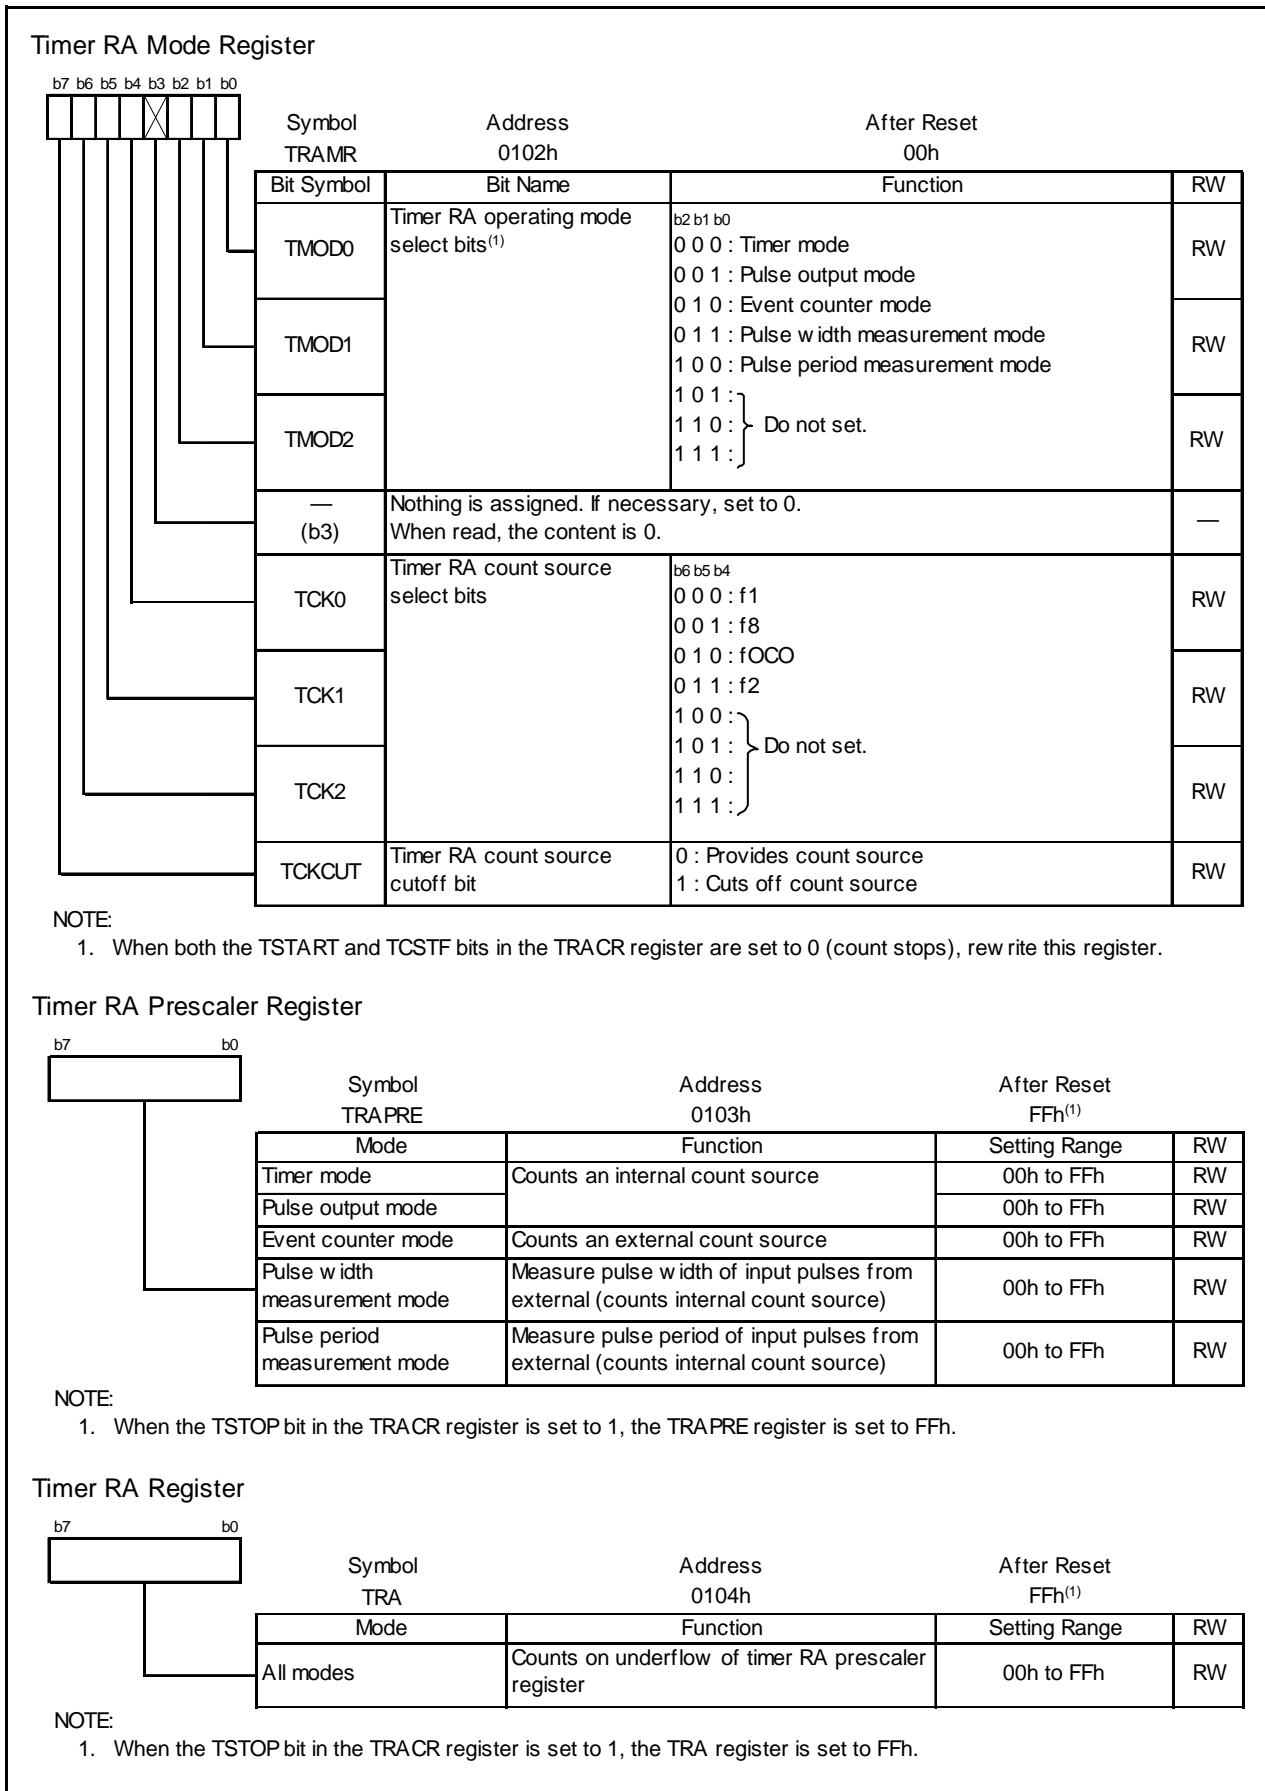 Timer RA Mode Register
b7 b6 b5 b4 b3 b2 b1 b0
Symbol Address After Reset
TRAMR 0102h 00h
Bit Symbol Bit Name Function RW
TMOD0 Timer RA operating mode select bits(1) b2 b1 b0 RW
0 0 0 : Timer mode
0 0 1 : Pulse output mode
0 1 0 : Event counter mode
TMOD1 0 1 1 : Pulse width measurement mode RW
1 0 0 : Pulse period measurement mode
1 0 1 :
TMOD2 1 1 0 : Do not set. RW
1 1 1 :
— (b3) Nothing is assigned. If necessary, set to 0. —
When read, the content is 0.
TCK0 Timer RA count source select bits b6 b5 b4 RW
0 0 0 : f1
0 0 1 : f8
0 1 0 : fOCO
TCK1 0 1 1 : f2 RW
1 0 0 :
1 0 1 : Do not set.
TCK2 1 1 0 : RW
1 1 1 :
TCKCUT Timer RA count source cutoff bit 0 : Provides count source RW
1 : Cuts off count source
NOTE:
1. When both the TSTART and TCSTF bits in the TRACR register are set to 0 (count stops), rewrite this register.
Timer RA Prescaler Register
b7 b0
Symbol Address After Reset
TRAPRE 0103h FFh(1)
Mode Function Setting Range RW
Timer mode Counts an internal count source 00h to FFh RW
Pulse output mode 00h to FFh RW
Event counter mode Counts an external count source 00h to FFh RW
Pulse width measurement mode Measure pulse width of input pulses from external (counts internal count source) 00h to FFh RW
Pulse period measurement mode Measure pulse period of input pulses from external (counts internal count source) 00h to FFh RW
NOTE:
1. When the TSTOP bit in the TRACR register is set to 1, the TRAPRE register is set to FFh.
Timer RA Register
b7 b0
Symbol Address After Reset
TRA 0104h FFh(1)
Mode Function Setting Range RW
All modes Counts on underflow of timer RA prescaler register 00h to FFh RW
NOTE:
1. When the TSTOP bit in the TRACR register is set to 1, the TRA register is set to FFh.